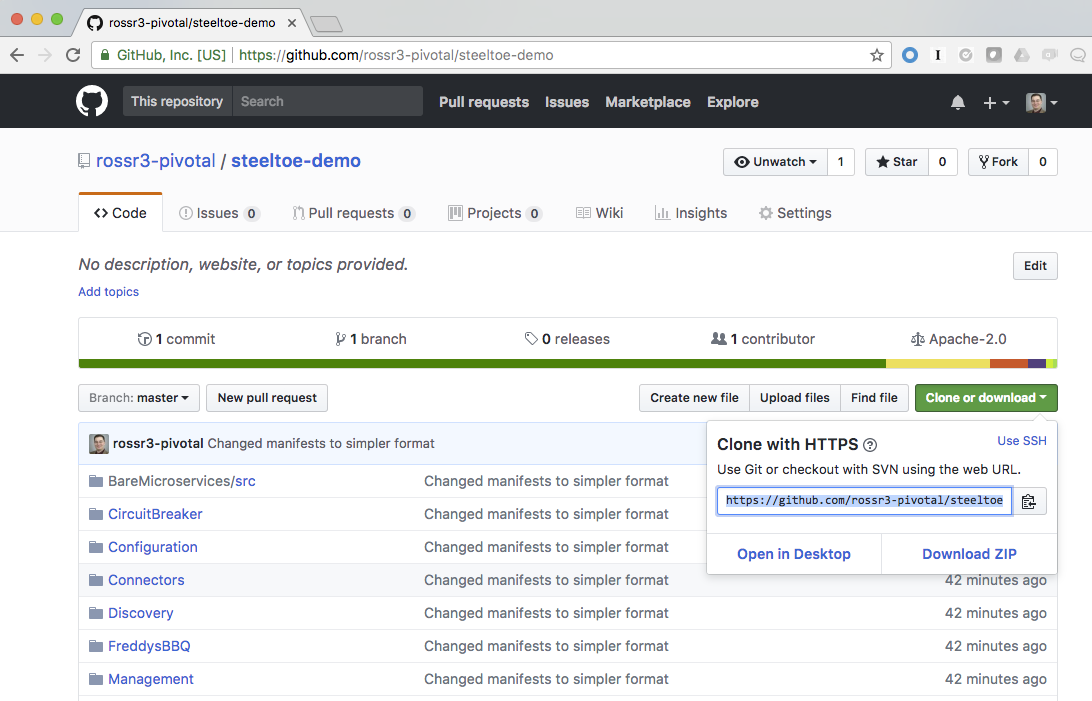 rossr3-pivotal/steeltoe-demo
GitHub, Inc. [US] https://github.com/rossr3-pivotal/steeltoe-demo
This repository Search Pull requests Issues Marketplace Explore
rossr3-pivotal / steeltoe-demo Unwatch 1 Star 0 Fork 0
Code Issues 0 Pull requests 0 Projects 0 Wiki Insights Settings
No description, website, or topics provided. Edit
Add topics
1 commit 1 branch 0 releases 1 contributor Apache-2.0
Branch: master New pull request Create new file Upload files Find file Clone or download
rossr3-pivotal Changed manifests to simpler format
Clone with HTTPS ? Use SSH
Use Git or checkout with SVN using the web URL.
https://github.com/rossr3-pivotal/steeltoe
Open in Desktop Download ZIP
BareMicroservices/src Changed manifests to simpler format
CircuitBreaker Changed manifests to simpler format
Configuration Changed manifests to simpler format
Connectors Changed manifests to simpler format 42 minutes ago
Discovery Changed manifests to simpler format 42 minutes ago
FreddysBBQ Changed manifests to simpler format 42 minutes ago
Management Changed manifests to simpler format 42 minutes ago